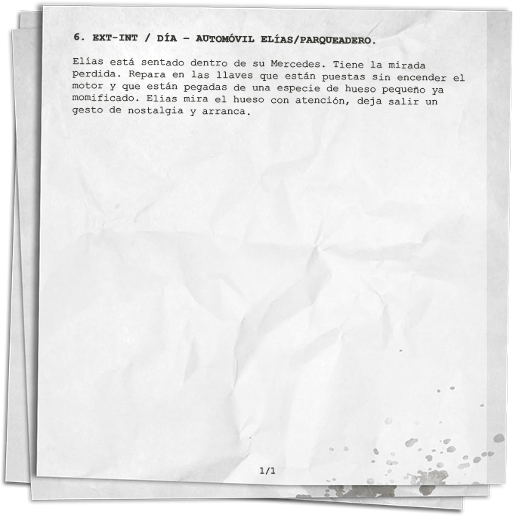 6. EXT-INT / DÍA – AUTOMÓVIL ELÍAS/PARQUEADERO.
Elías está sentado dentro de su Mercedes. Tiene la mirada
perdida. Repara en las llaves que están puestas sin encender el
motor y que están pegadas de una especie de hueso pequeño ya
momificado. Elías mira el hueso con atención, deja salir un
gesto de nostalgia y arranca.
1/1